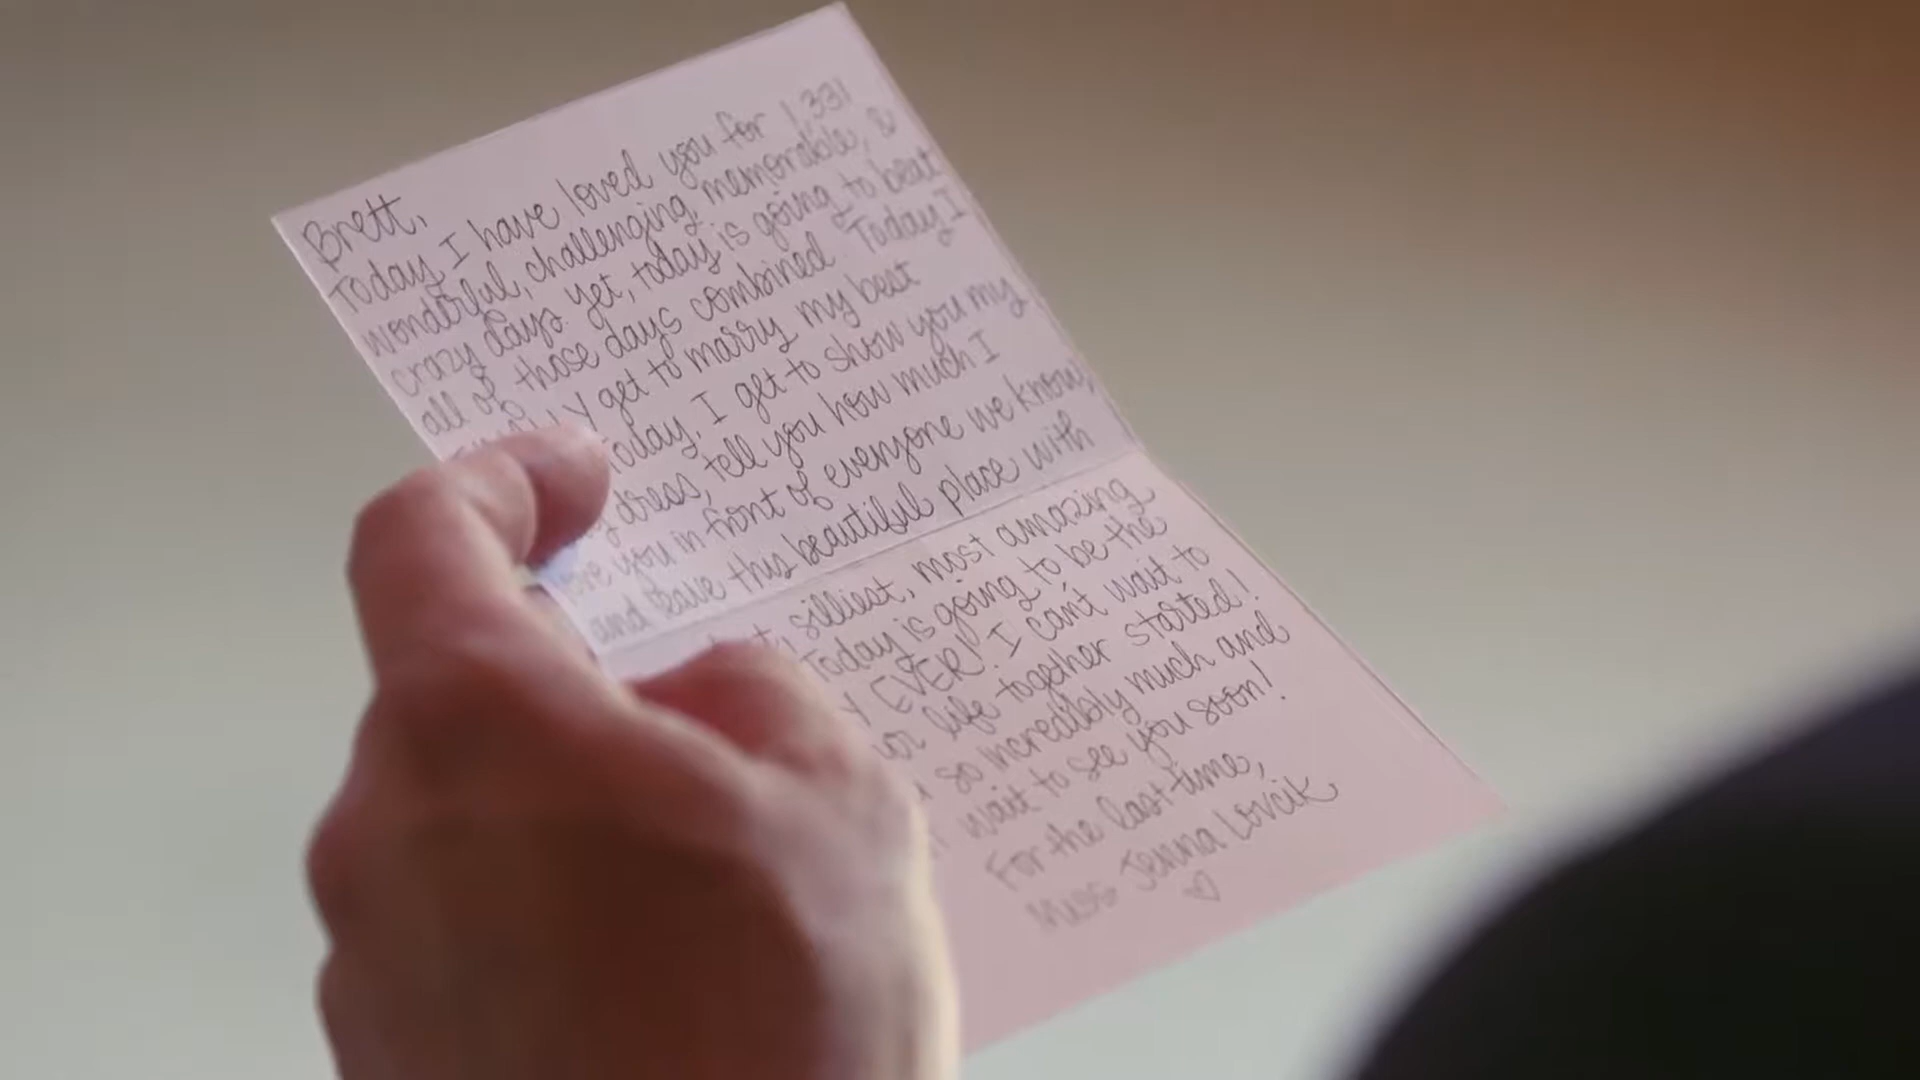 Brett,
Today I have loved you for 1,331
wonderful, challenging, memorable, &
crazy days. Yet, today is going to beat
all of those days combined. Today I
get to marry my best
Today, I get to show you my
dress, tell you how much I
love you in front of everyone we know,
and leave this beautiful place with
silliest, most amazing
Today is going to be the
EVER! I can't wait to
life together started!
so incredibly much and
wait to see you soon!
For the last time,
Miss Jenna Lovcik